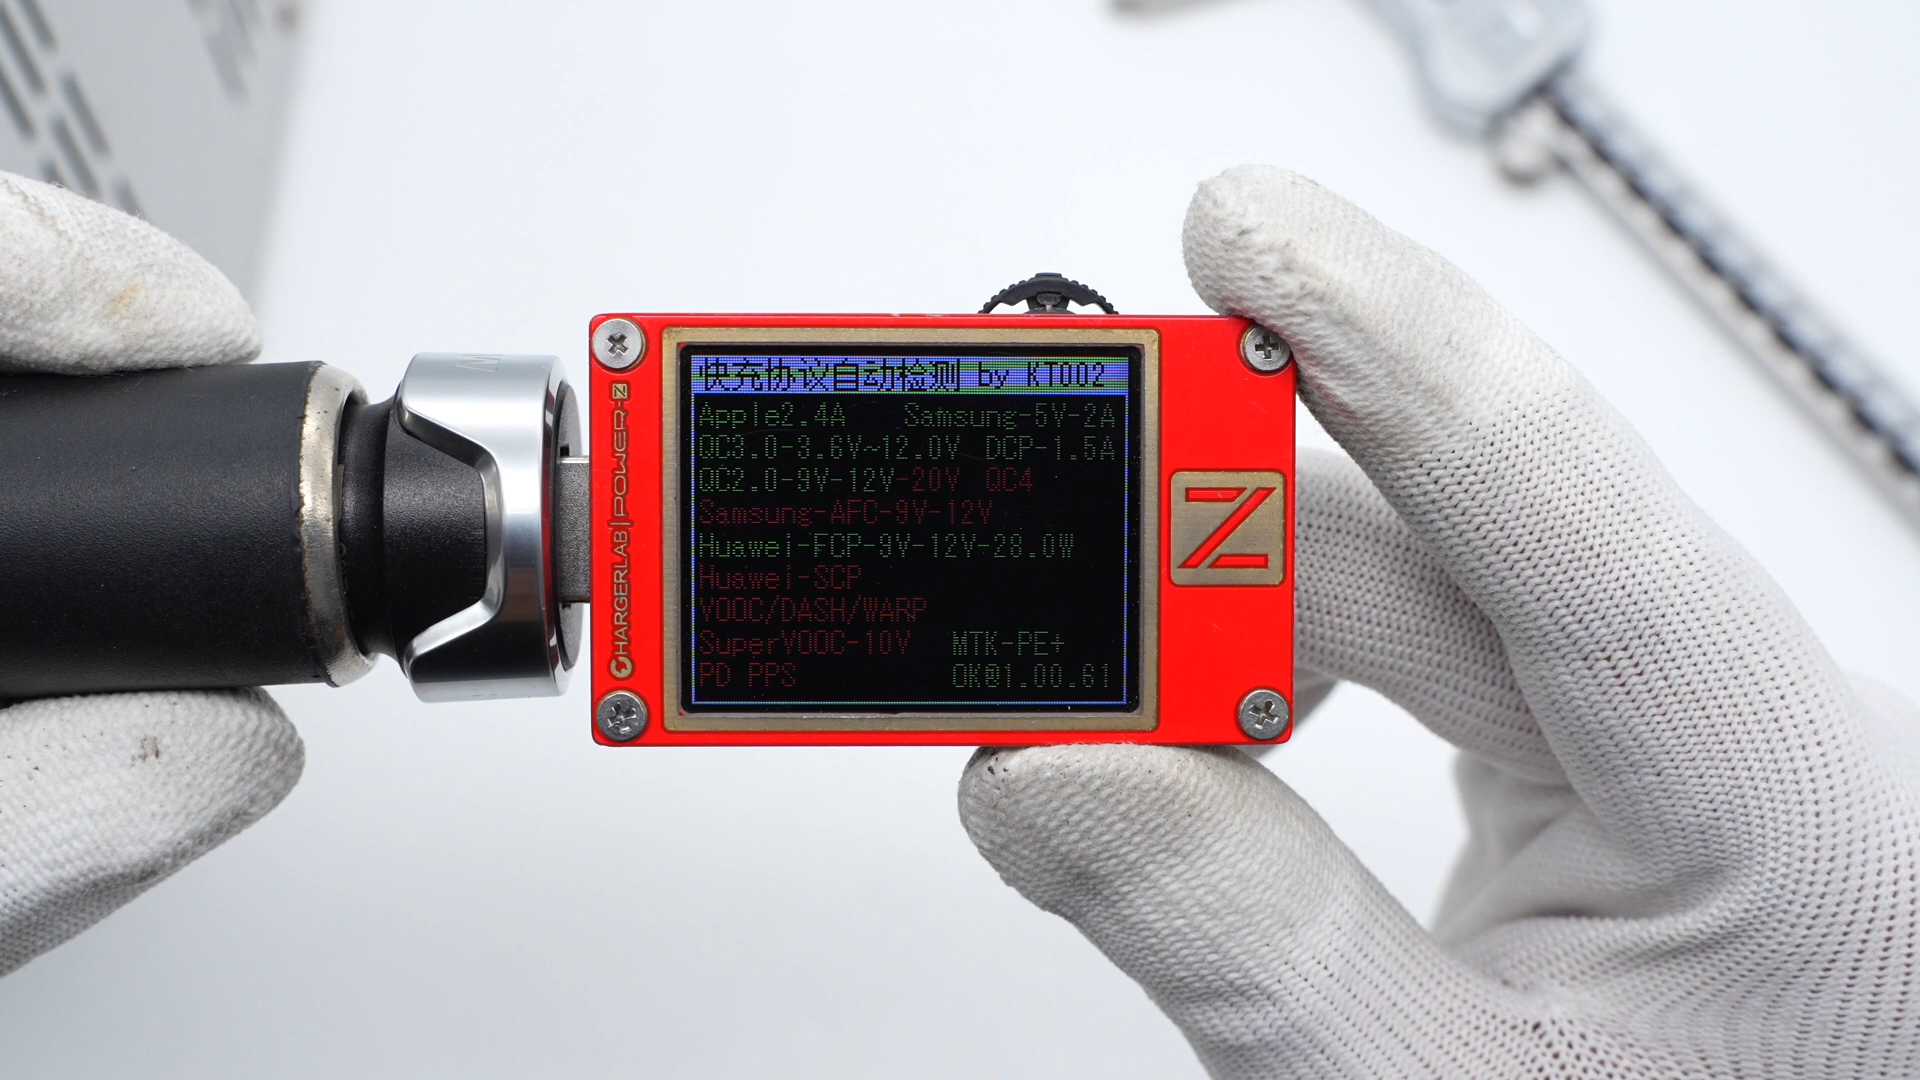 快充协议自动检测 by KT002
Apple2.4A Samsung-5V-2A
QC3.0-3.6V~12.0V DCP-1.5A
QC2.0-9V-12V-20V QC4
Samsung-AFC-9V-12V
Huawei-FCP-9V-12V-28.0W
Huawei-SCP
VOOC/DASH/WARP
SuperVOOC-10V MTK-PE+
PD PPS OK@1.00.61
CHARGERLAB|POWER-Z
Z
W